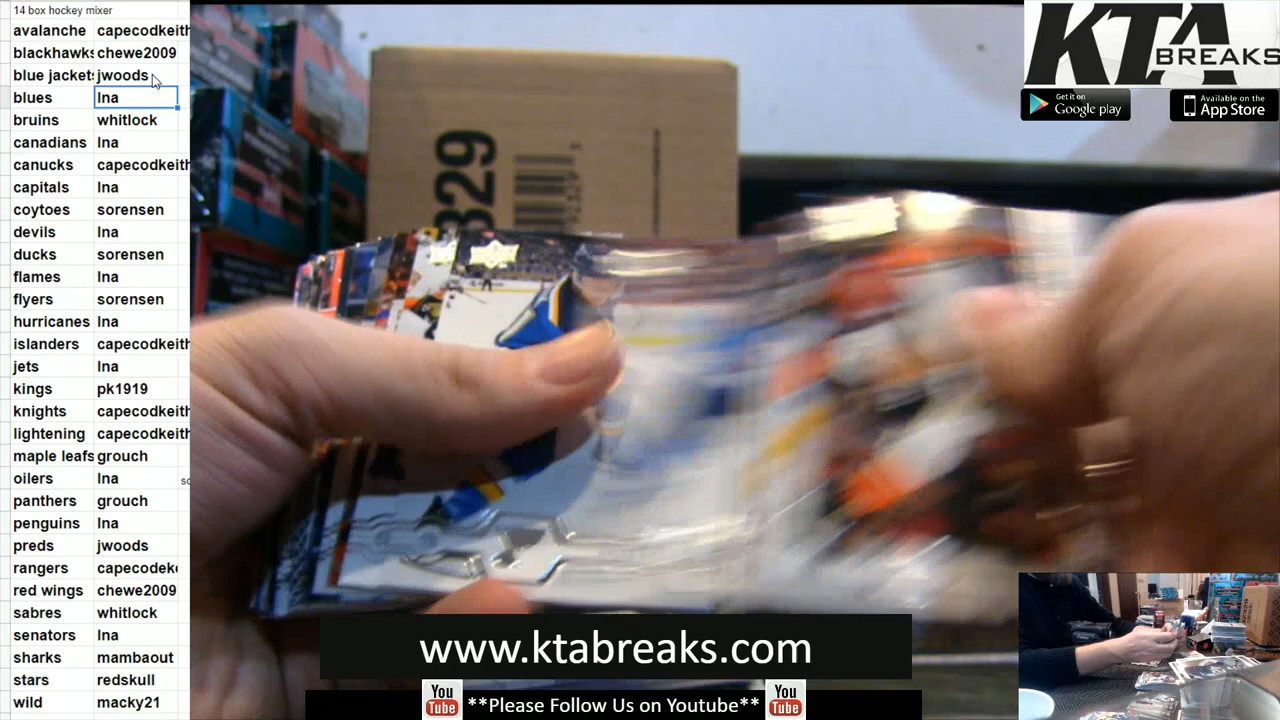 14 box hockey mixer
avalanche capecodkeith
blackhawks chewe2009
blue jackets jwoods
blues lna
bruins whitlock
canadians lna
canucks capecodkeith
capitals lna
coytoes sorensen
devils lna
ducks sorensen
flames lna
flyers sorensen
hurricanes lna
islanders capecodkeith
jets lna
kings pk1919
knights capecodkeith
lightening capecodkeith
maple leafs grouch
oilers lna
panthers grouch
penguins lna
preds jwoods
rangers capecodeke
red wings chewe2009
sabres whitlock
senators lna
sharks mambaout
stars redskull
wild macky21
KTA BREAKS
Get it on Google play
Available on the App Store
329
www.ktabreaks.com
You Tube **Please Follow Us on Youtube** You Tube